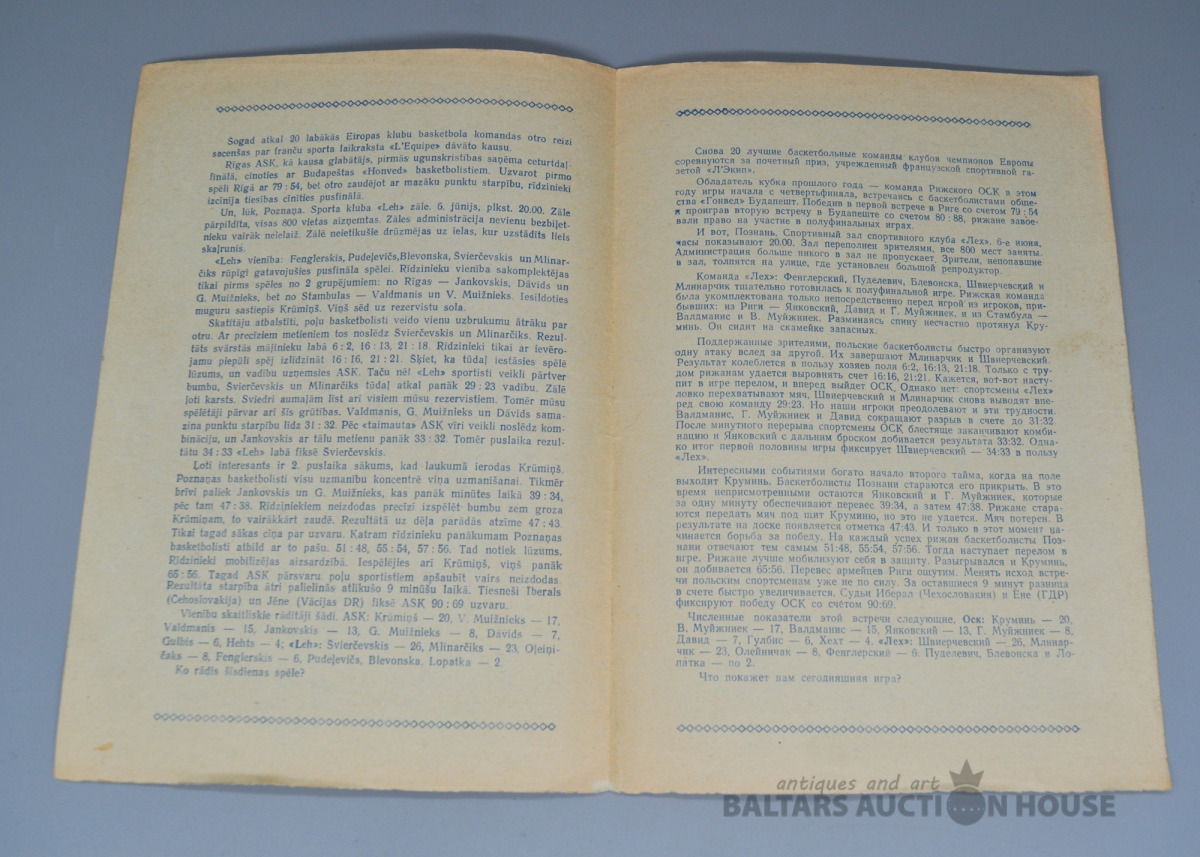 Šogad atkal 20 labākās Eiropas klubu basketbola komandas otro reizi
sacenšas par franču sporta laikraksta «L'Equipe» dāvāto kausu.
Rīgas ASK, kā kausa glabātājs, pirmās ugunskristības saņēma ceturtdaļ-
finālā, cīnoties ar Budapeštas «Honved» basketbolistiem. Uzvarot pirmo
spēli Rīgā ar 79 : 54, bet otro zaudējot ar mazāku punktu starpību, rīdzinieki
izcīnīja tiesības cīnīties pusfinālā.
Un, lūk, Poznaņa. Sporta kluba «Leh» zāle. 6. jūnijs, plkst. 20.00. Zāle
pārpildīta, visas 800 vietas aizņemtas. Zāles administrācija nevienu bezbiļet-
nieku vairāk neielaiž. Zālē neietikušie drūzmējas uz ielas, kur uzstādīts liels
skaļrunis.
«Leh» vienība: Fenglerskis, Pudeļevičs, Blevonska, Svierčevskis un Mlinar-
čiks rūpīgi gatavojušies pusfināla spēlei. Rīdzinieku vienība sakomplektējas
tikai pirms spēles no 2 grupējumiem: no Rīgas — Jankovskis, Dāvids un
G. Muižnieks, bet no Stambulas — Valdmanis un V. Muižnieks. Iesildoties
muguru sastiepis Krūmiņš. Viņš sēd uz rezervistu sola.
Skatītāju atbalstīti, poļu basketbolisti veido vienu uzbrukumu ātrāku par
otru. Ar precīziem metieniem tos noslēdz Švierčevskis un Mlinarčiks. Rezul-
tāts svārstās mājinieku labā 6 : 2, 16 : 13, 21 : 18. Rīdzinieki tikai ar ievēro-
jamu piepūli spēj izlīdzināt 16 : 16, 21 : 21. Šķiet, ka tūdaļ iestāsies spēlē
lūzums, un vadību uzņemsies ASK. Taču nē! «Leh» sportisti veikli pārtver
bumbu, Svierčevskis un Mlinarčiks tūdaļ atkal panāk 29 : 23 vadību. Zālē
ļoti karsts. Sviedri aumaļām līst arī visiem mūsu rezervistiem. Tomēr mūsu
spēlētāji pārvar arī šīs grūtības. Valdmanis, G. Muižnieks un Dāvids sama-
zina punktu starpību līdz 31 : 32. Pēc «taimauta» ASK vīri veikli noslēdz kom-
bināciju, un Jankovskis ar tālu metienu panāk 33 : 32. Tomēr puslaika rezul-
tātu 34 : 33 «Leh» labā fiksē Svierčevskis.
Ļoti interesants ir 2. puslaika sākums, kad laukumā ierodas Krūmiņš.
Poznaņas basketbolisti visu uzmanību koncentrē viņa uzmanīšanai. Tikmēr
brīvi paliek Jankovskis un G. Muižnieks, kas panāk minūtes laikā 39 : 34,
pēc tam 47 : 38. Rīdziniekiem neizdodas precīzi izspēlēt bumbu zem groza
Krūmiņam, to vairākkārt zaudē. Rezultātā uz dēļa parādās atzīme 47 : 43.
Tikai tagad sākas cīņa par uzvaru. Katram rīdzinieku panākumam Poznaņas
basketbolisti atbild ar to pašu. 51 : 48, 55 : 54, 57 : 56. Tad notiek lūzums.
Rīdzinieki mobilizējas aizsardzībā. Iespēlējies arī Krūmiņš, viņš panāk
65 : 56. Tagad ASK pārsvaru poļu sportistiem apšaubīt vairs neizdodas.
Rezultāta starpība ātri palielinās atlikušo 9 minūšu laikā. Tiesneši Iberals
(Čehoslovakija) un Jēne (Vācijas DR) fiksē ASK 90 : 69 uzvaru.
Vienību skaitliskie rādītāji šādi. ASK: Krūmiņš — 20, V. Muižnieks — 17,
Valdmanis — 15, Jankovskis — 13, G. Muižnieks — 8, Dāvids — 7,
Gulbis — 6, Hehts — 4; «Leh»: Svierčevskis — 26, Mlinarčiks — 23, Oļeiņi-
čaks — 8, Fenglerskis — 6, Pudeļevičs, Blevonska, Lopatka — 2.
Ko rādīs šīsdienas spēle?
Снова 20 лучшие баскетбольные команды клубов чемпионов Европы
соревнуются за почетный приз, учрежденный французской спортивной га-
зетой «Л'Экип».
Обладатель кубка прошлого года — команда Рижского ОСК в этом
году игры начала с четвертьфинала, встречаясь с баскетболистами обще-
ства «Гонвед» Будапешт. Победив в первой встрече в Риге со счетом 79 : 54
и проиграв вторую встречу в Будапеште со счетом 80 : 88, рижане завое-
вали право на участие в полуфинальных играх.
И вот, Познань, Спортивный зал спортивного клуба «Лех». 6-е июня,
часы показывают 20.00. Зал переполнен зрителями, все 800 мест заняты.
Администрация больше никого в зал не пропускает. Зрители, непопавшие
в зал, толпятся на улице, где установлен большой репродуктор.
Команда «Лех»: Фенглерский, Пуделевич, Блевонска, Швиерчевский и
Млинарчик тщательно готовилась к полуфинальной игре. Рижская команда
была укомплектована только непосредственно перед игрой из игроков, при-
бывших: из Риги — Янковский, Давид и Г. Муйжниек, и из Стамбула —
Валдманис и В. Муйжниек. Разминаясь спину несчастно протянул Кру-
минь. Он сидит на скамейке запасных.
Поддержанные зрителями, польские баскетболисты быстро организуют
одну атаку вслед за другой. Их завершают Млинарчик и Швиерчевский.
Результат колеблется в пользу хозяев поля 6:2, 16:13, 21:18. Только с тру-
дом рижанам удается выровнять счет 16:16, 21:21. Кажется, вот-вот насту-
пит в игре перелом, и вперед выйдет ОСК. Однако нет: спортсмены «Лех»
ловко перехватывают мяч, Швиерчевский и Млинарчик снова выводят впе-
ред свою команду 29:23. Но наши игроки преодолевают и эти трудности.
Валдманис, Г. Муйжниек и Давид сокращают разрыв в счете до 31:32.
После минутного перерыва спортсмены ОСК блестяще заканчивают комби-
нацию и Янковский с дальним броском добивается результата 33:32. Одна-
ко итог первой половины игры фиксирует Швиерчевский — 34:33 в пользу
«Лех».
Интересными событиями богато начало второго тайма, когда на поле
выходит Круминь. Баскетболисты Познани стараются его прикрыть. В это
время неприсмотренными остаются Янковский и Г. Муйжниек, которые
за одну минуту обеспечивают перевес 39:34, а затем 47:38. Рижане стара-
ются передать мяч под щит Круминю, но это не удается. Мяч потерен. В
результате на доске появляется отметка 47:43. И только в этот момент на-
чинается борьба за победу. На каждый успех рижан баскетболисты Поз-
нани отвечают тем самым 51:48, 55:54, 57:56. Тогда наступает перелом в
игре. Рижане лучше мобилизуют себя в защиту. Разыгрывался и Круминь,
он добивается 65:56. Перевес армейцев Риги ощутим. Менять исход встре-
чи польским спортсменам уже не по силу. За оставшиеся 9 минут разница
в счете быстро увеличивается. Судьи Иберал (Чехословакия) и Ене (ГДР)
фиксируют победу ОСК со счётом 90:69.
Численные показатели этой встречи следующие, Оск: Круминь — 20,
В. Муйжниек — 17, Валдманис — 15, Янковский — 13, Г. Муйжниек — 8,
Давид — 7, Гулбис — 6, Хехт — 4. «Лех»: Швиерчевский — 26, Млинар-
чик — 23, Олейничак — 8, Фенглерский — 6. Пуделевич, Блевонска и Ло-
патка — по 2.
Что покажет нам сегодняшняя игра?
antiques and art
BALTARS AUCTION HOUSE